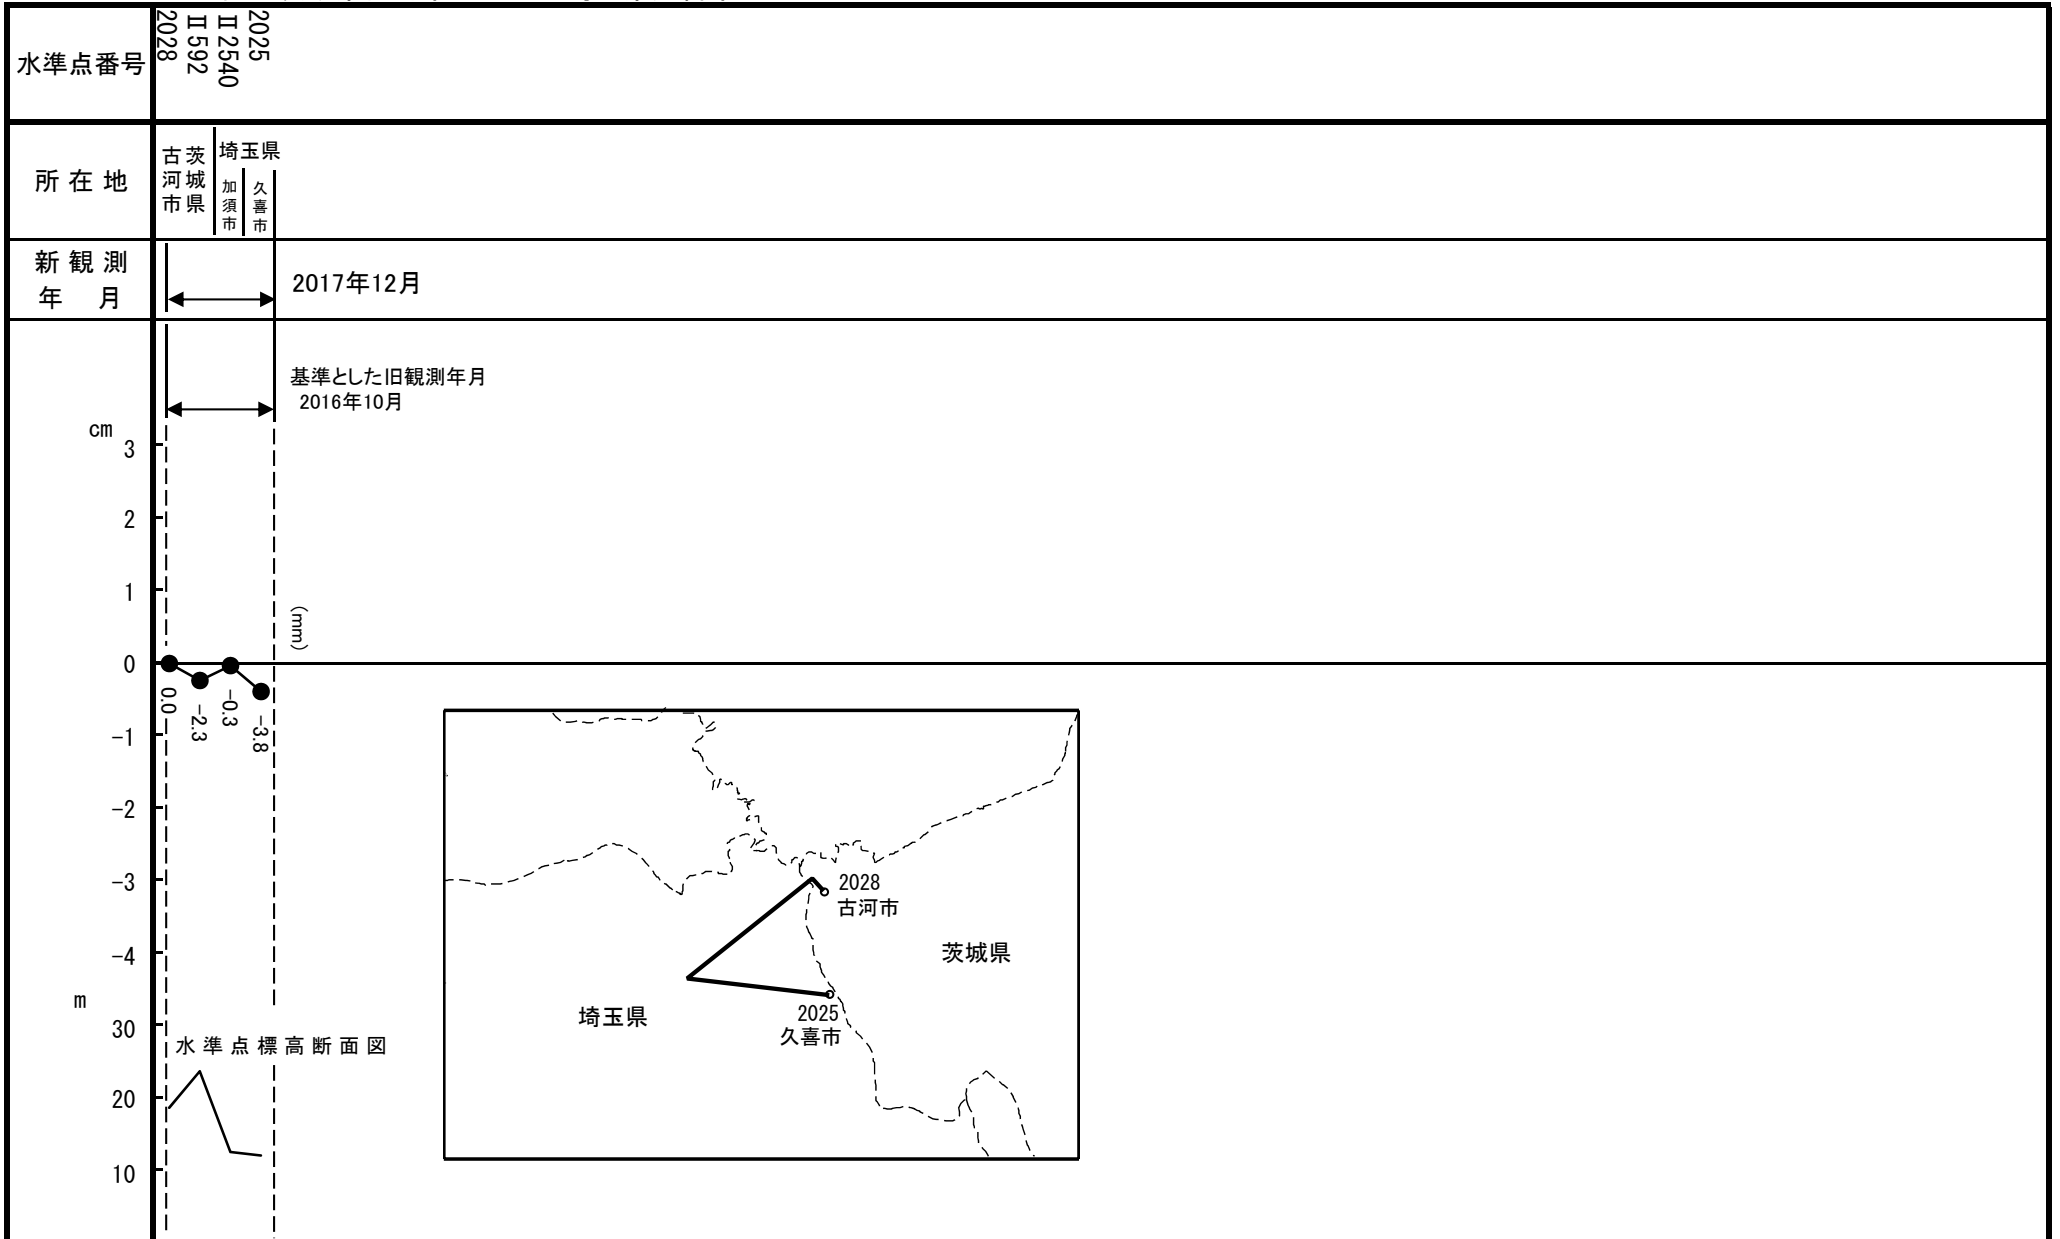 水準点番号
2028
Ⅱ592
Ⅱ2540
2025
所在地
茨城県
古河市
埼玉県
加須市
久喜市
新観測
年 月
2017年12月
基準とした旧観測年月
2016年10月
cm
3
2
1
(mm)
0
0.0
-2.3
-0.3
-3.8
-1
-2
-3
-4
2028
古河市
茨城県
埼玉県
2025
久喜市
m
30
水準点標高断面図
20
10